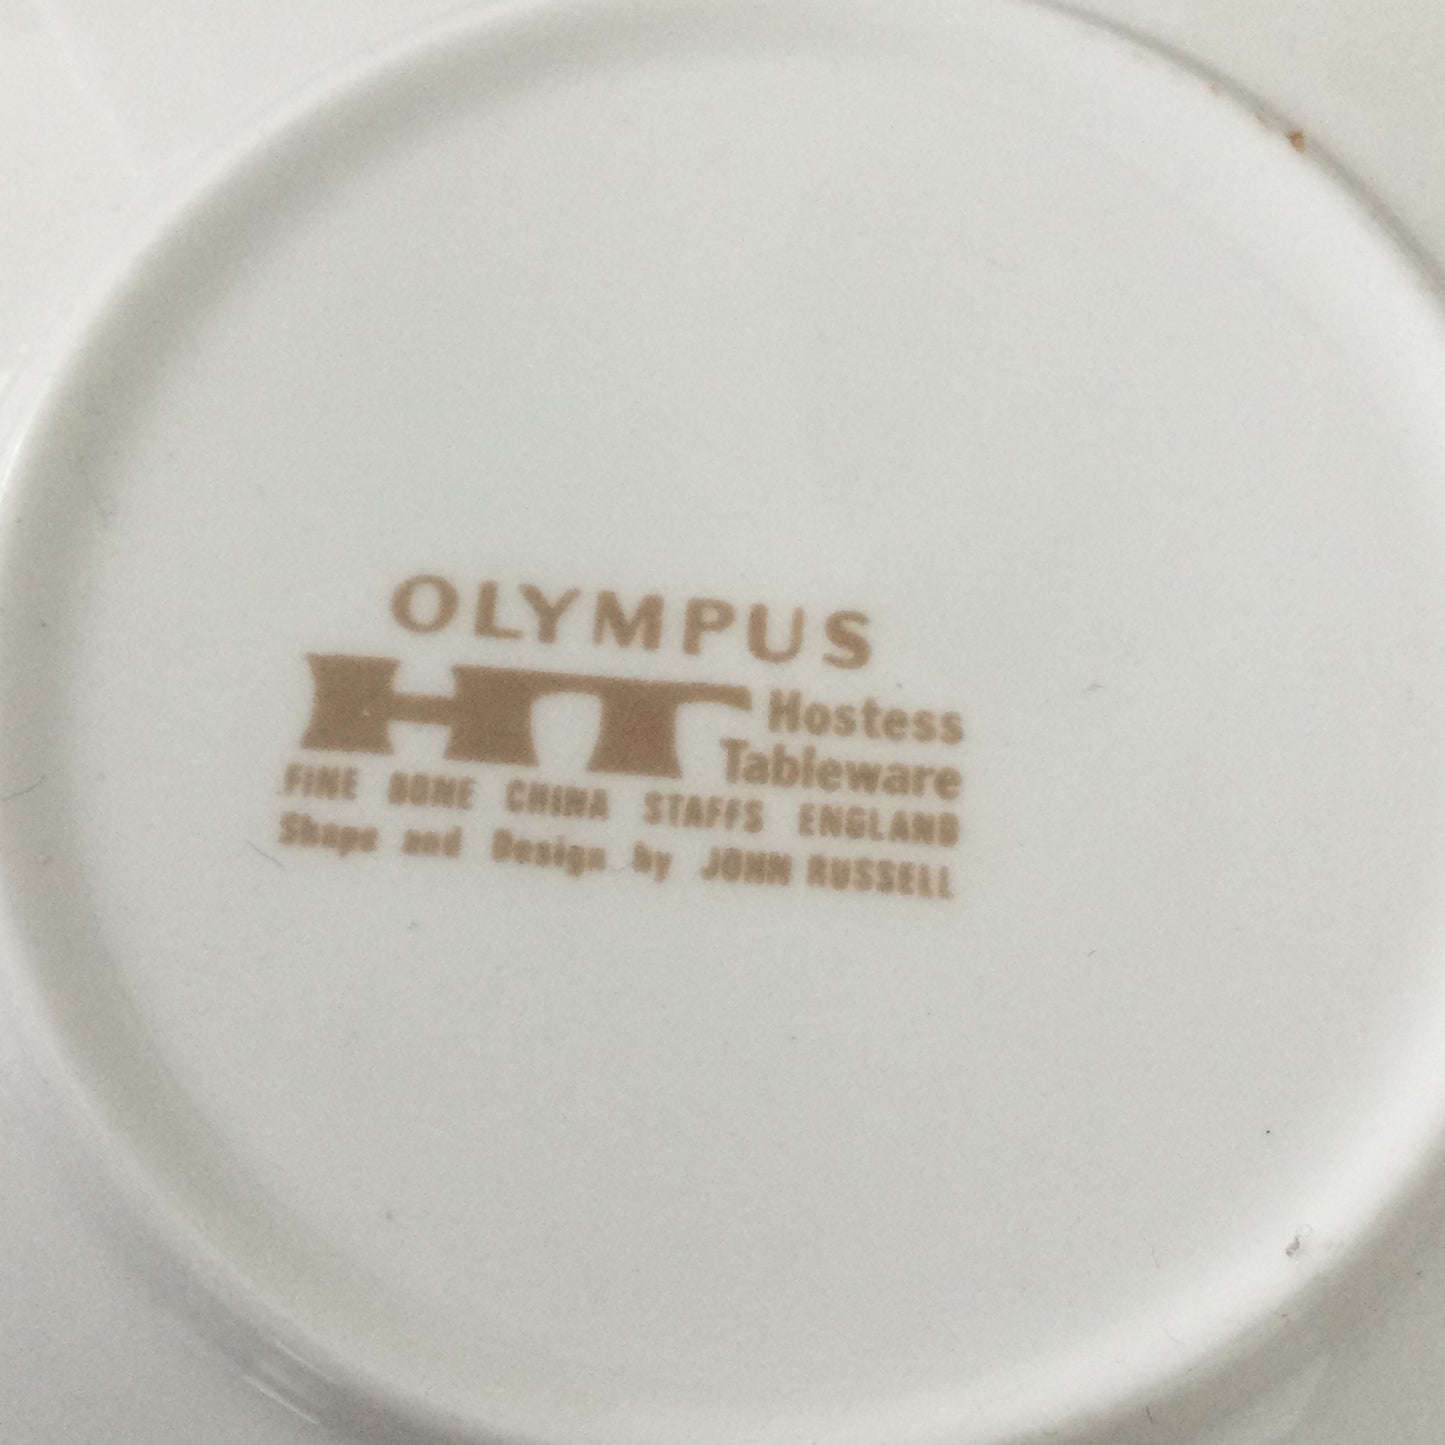 OLYMPUS
HT Hostess
Tableware
FINE BONE CHINA STAFFS ENGLAND
Shape and Design by JOHN RUSSELL